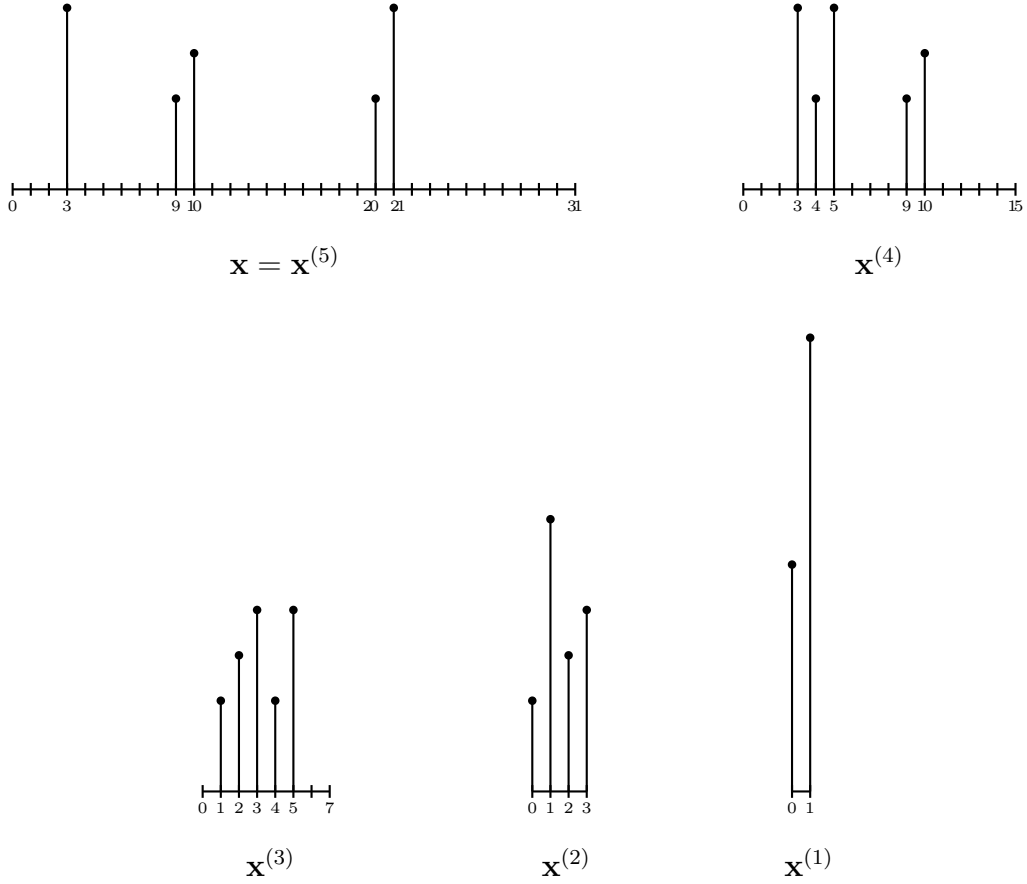 0 3 9 10 20 21 31
0 3 4 5 9 10 15
𝐱 = 𝐱⁽⁵⁾
𝐱⁽⁴⁾
0 1 2 3 4 5 7
0 1 2 3
0 1
𝐱⁽³⁾
𝐱⁽²⁾
𝐱⁽¹⁾